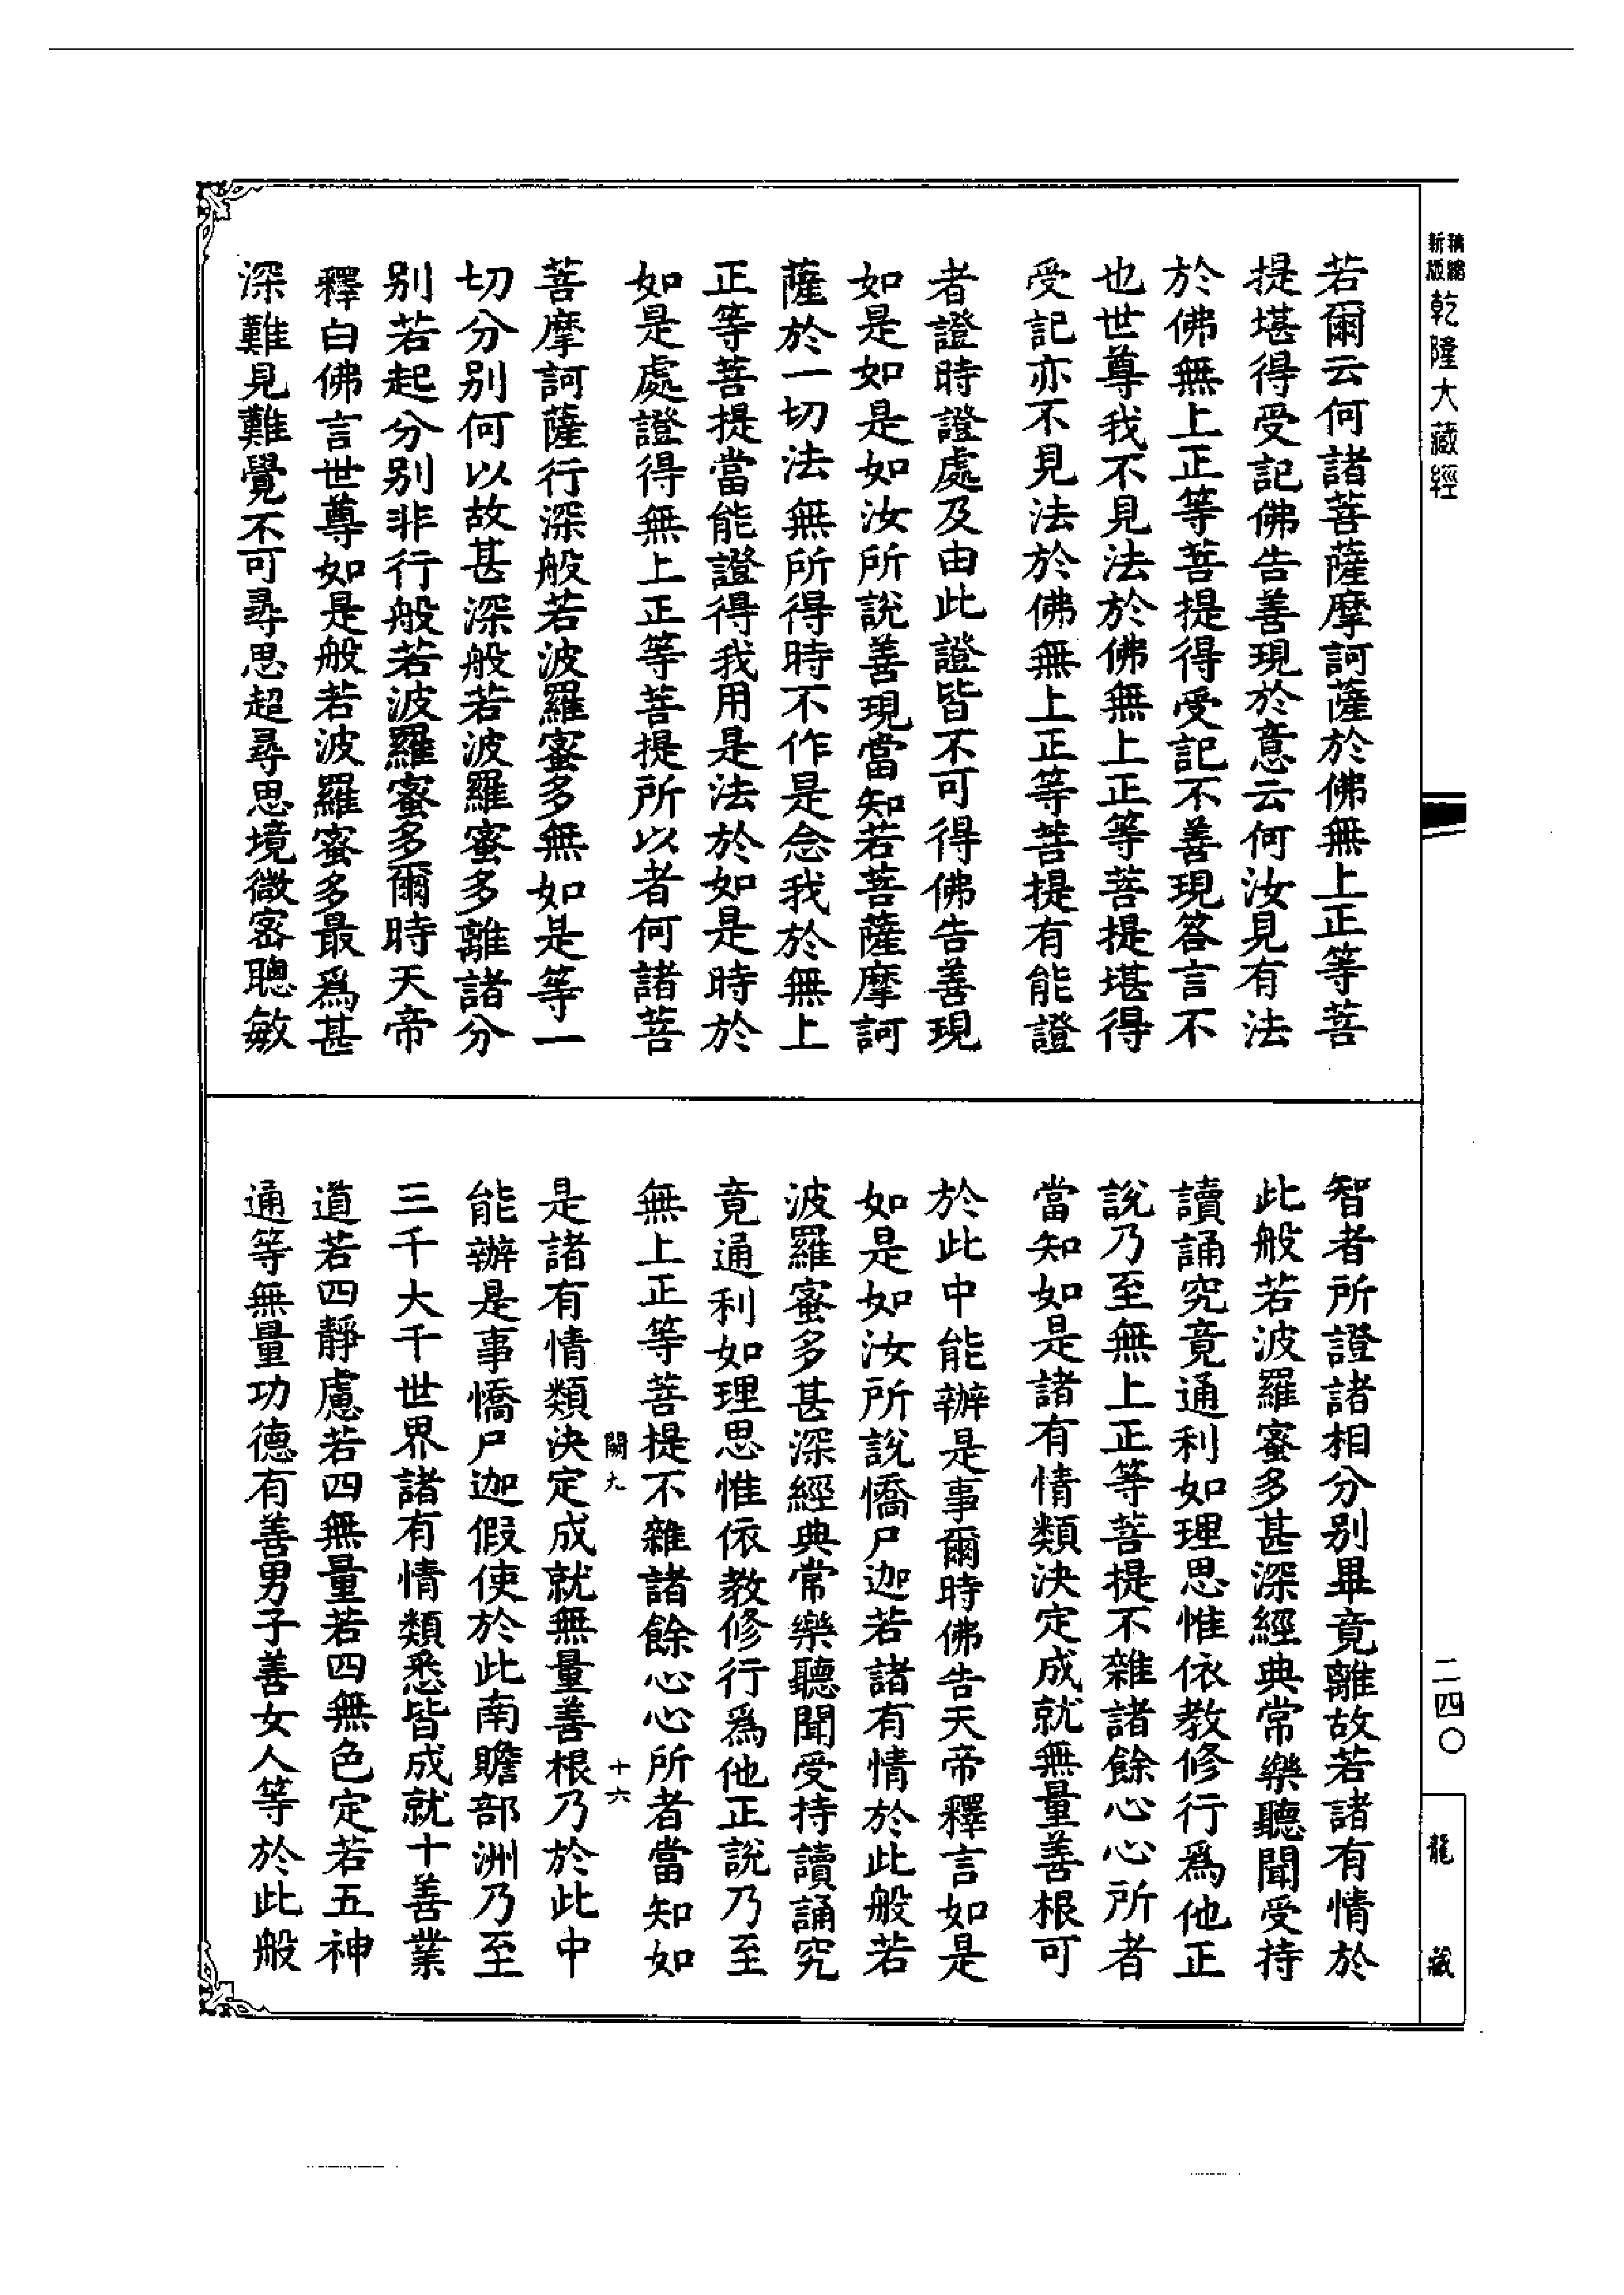 新版精縮
乾隆大藏經
二四〇
龍藏
若爾云何諸菩薩摩訶薩於佛無上正等菩
提堪得受記佛告善現於意云何汝見有法
於佛無上正等菩提得受記不善現答言不
也世尊我不見法於佛無上正等菩提堪得
受記亦不見法於佛無上正等菩提有能證
者證時證處及由此證皆不可得佛告善現
如是如是如汝所說善現當知若菩薩摩訶
薩於一切法無所得時不作是念我於無上
正等菩提當能證得我用是法於如是時於
如是處證得無上正等菩提所以者何諸菩
菩摩訶薩行深般若波羅蜜多無如是等一
切分別何以故甚深般若波羅蜜多離諸分
別若起分別非行般若波羅蜜多爾時天帝
釋白佛言世尊如是般若波羅蜜多最爲甚
深難見難覺不可尋思超尋思境微密聰敏
智者所證諸相分別畢竟離故若諸有情於
此般若波羅蜜多甚深經典常樂聽聞受持
讀誦究竟通利如理思惟依教修行爲他正
說乃至無上正等菩提不雜諸餘心心所者
當知如是諸有情類決定成就無量善根可
於此中能辦是事爾時佛告天帝釋言如是
如是如汝所說憍尸迦若諸有情於此般若
波羅蜜多甚深經典常樂聽聞受持讀誦究
竟通利如理思惟依教修行爲他正說乃至
無上正等菩提不雜諸餘心心所者當知如
闕九 十六
是諸有情類決定成就無量善根乃於此中
能辦是事憍尸迦假使於此南贍部洲乃至
三千大千世界諸有情類悉皆成就十善業
道若四靜慮若四無量若四無色定若五神
通等無量功德有善男子善女人等於此般